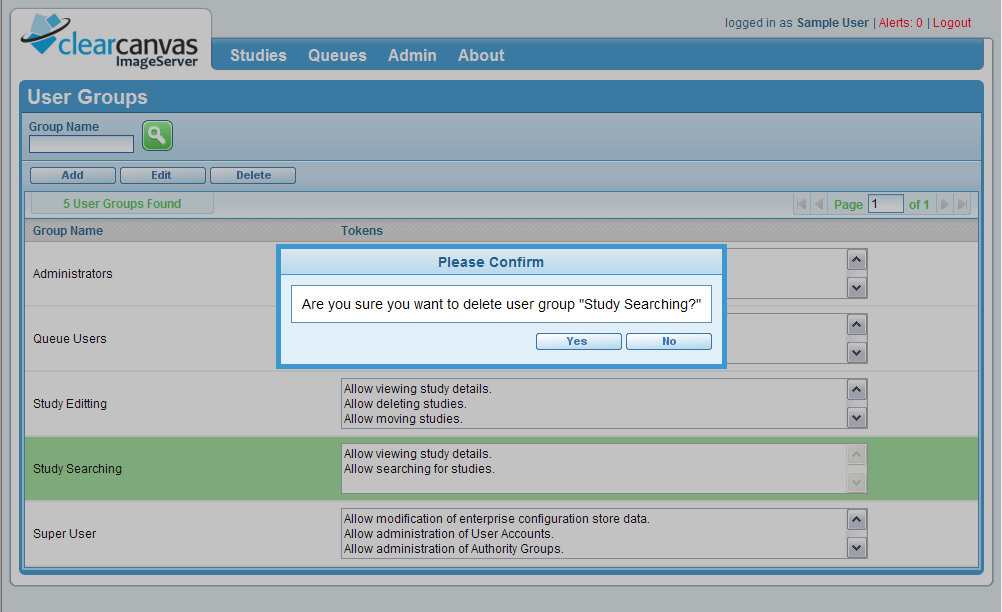 logged in as Sample User | Alerts: 0 | Logout
clearcanvas
ImageServer
Studies Queues Admin About
User Groups
Group Name
Add Edit Delete
5 User Groups Found
Page 1 of 1
Group Name Tokens
Administrators
Please Confirm
Are you sure you want to delete user group "Study Searching?"
Yes No
Queue Users
Study Editting
Allow viewing study details.
Allow deleting studies.
Allow moving studies.
Study Searching
Allow viewing study details.
Allow searching for studies.
Super User
Allow modification of enterprise configuration store data.
Allow administration of User Accounts.
Allow administration of Authority Groups.